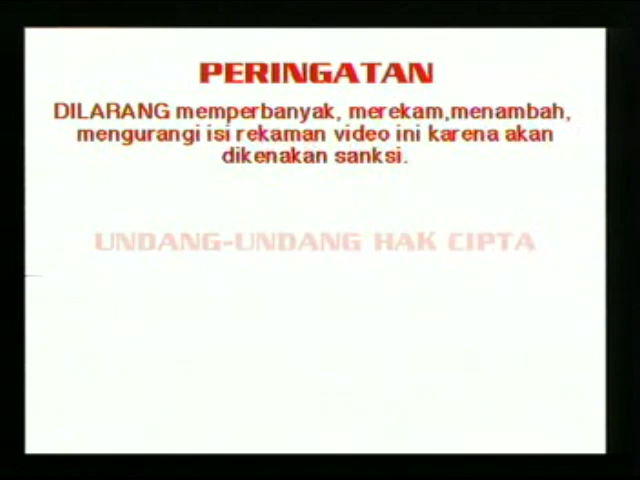 PERINGATAN
DILARANG memperbanyak, merekam,menambah,
mengurangi isi rekaman video ini karena akan
dikenakan sanksi.
UNDANG-UNDANG HAK CIPTA